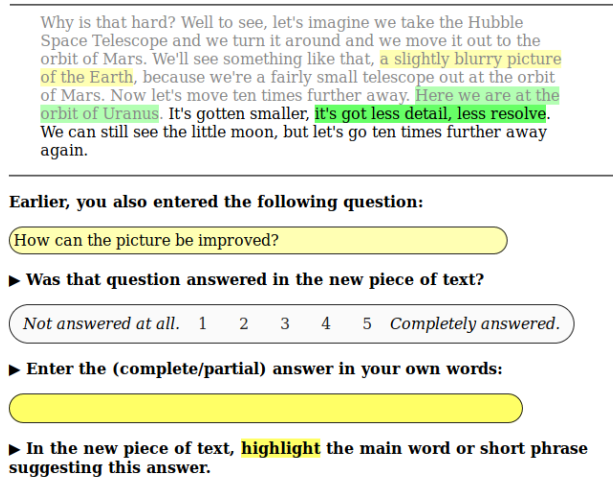 Why is that hard? Well to see, let's imagine we take the Hubble
Space Telescope and we turn it around and we move it out to the
orbit of Mars. We'll see something like that, a slightly blurry picture
of the Earth, because we're a fairly small telescope out at the orbit
of Mars. Now let's move ten times further away. Here we are at the
orbit of Uranus. It's gotten smaller, it's got less detail, less resolve.
We can still see the little moon, but let's go ten times further away
again.
Earlier, you also entered the following question:
How can the picture be improved?
▶ Was that question answered in the new piece of text?
Not answered at all. 1 2 3 4 5 Completely answered.
▶ Enter the (complete/partial) answer in your own words:
▶ In the new piece of text, highlight the main word or short phrase
suggesting this answer.